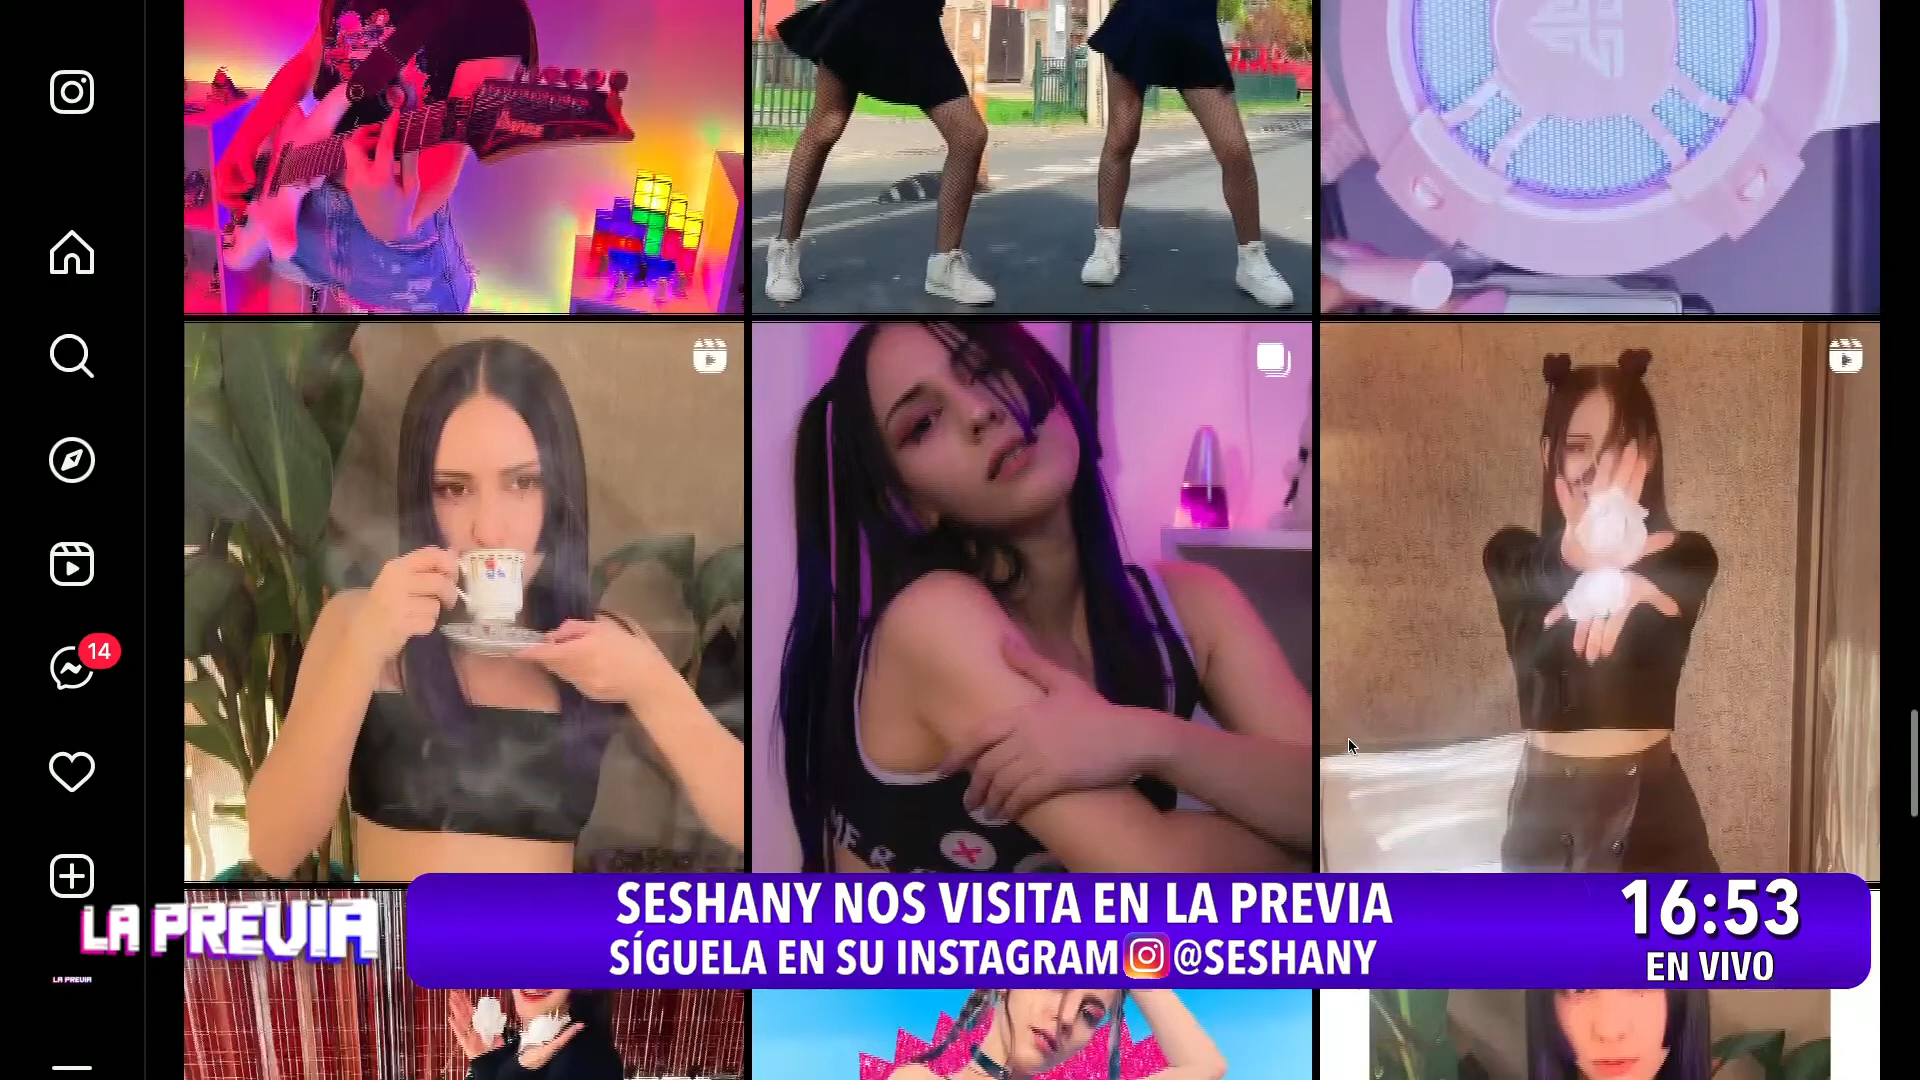 14
LA PREVIA
SESHANY NOS VISITA EN LA PREVIA
SÍGUELA EN SU INSTAGRAM @SESHANY
16:53
EN VIVO
LA PREVIA